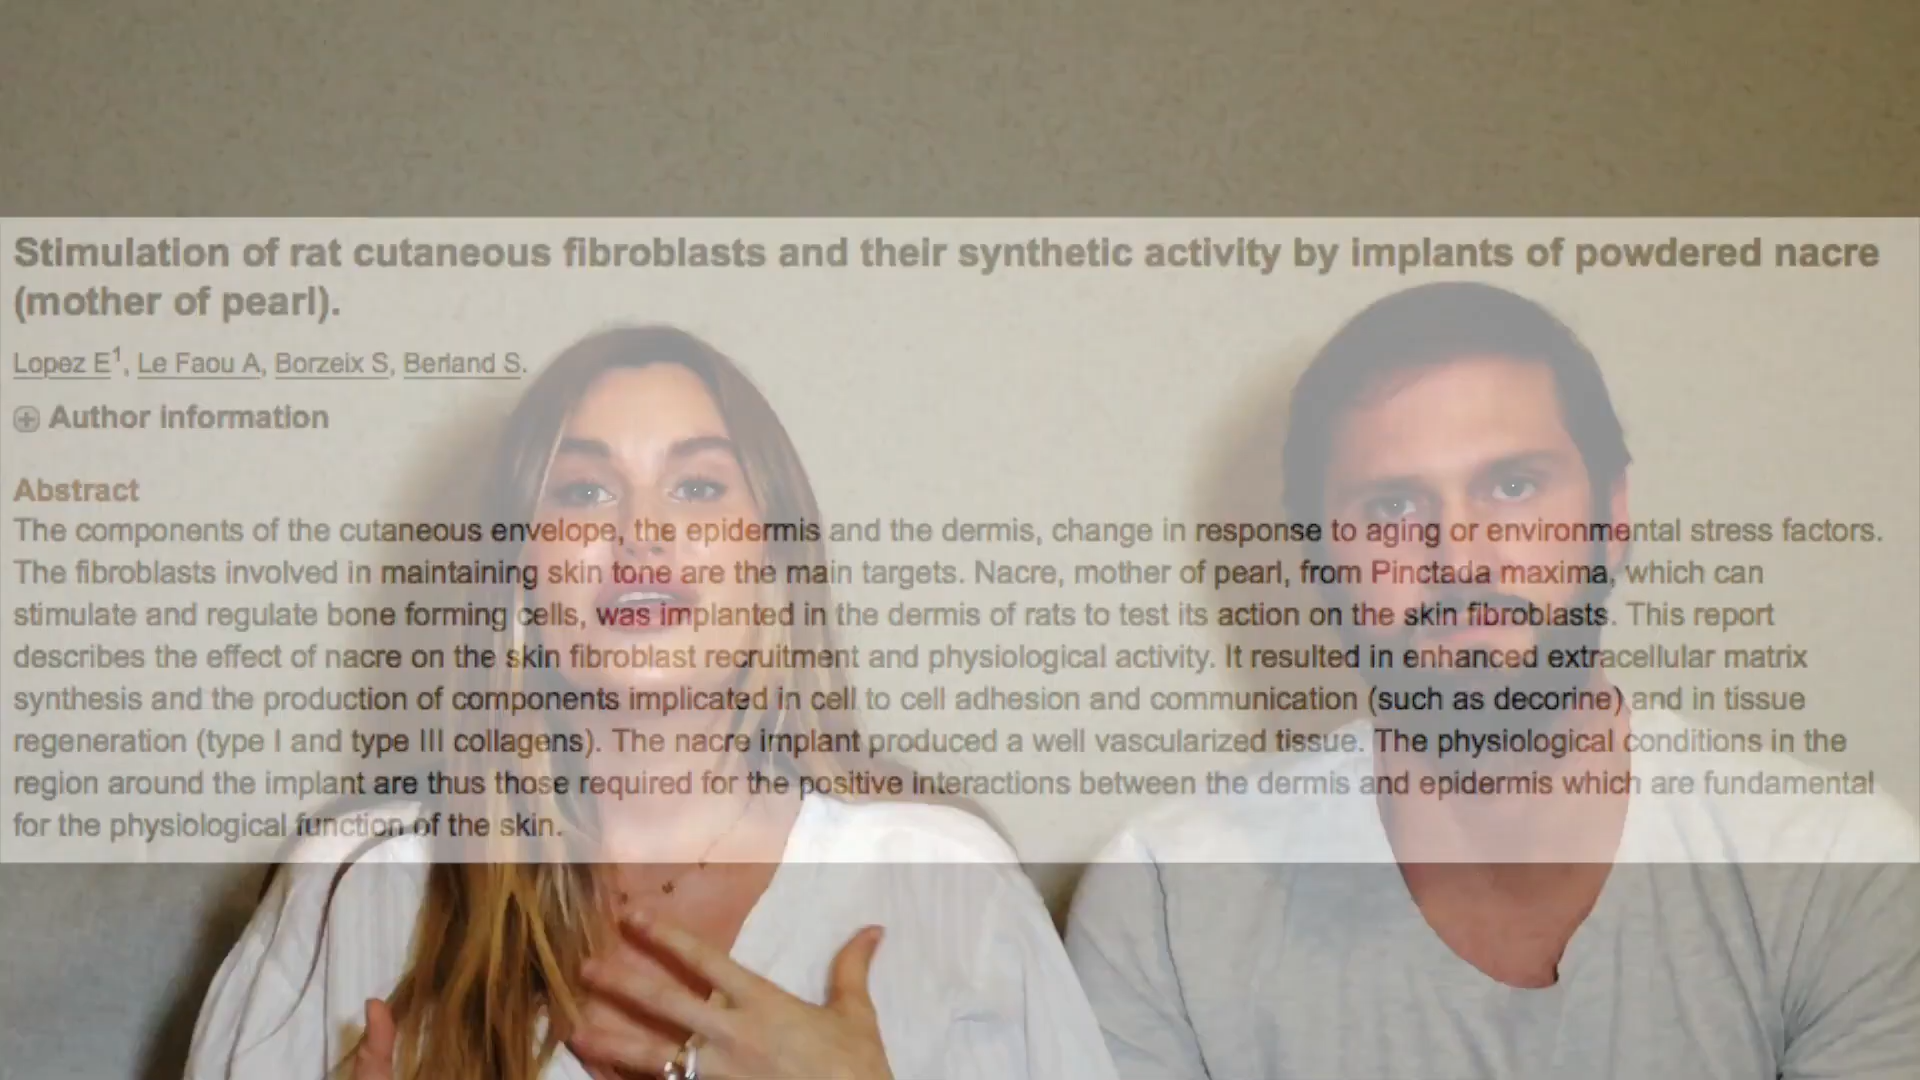 Stimulation of rat cutaneous fibroblasts and their synthetic activity by implants of powdered nacre
(mother of pearl).
Lopez E1, Le Faou A, Borzeix S, Berland S.
Author information
Abstract
The components of the cutaneous envelope, the epidermis and the dermis, change in response to aging or environmental stress factors.
The fibroblasts involved in maintaining skin tone are the main targets. Nacre, mother of pearl, from Pinctada maxima, which can
stimulate and regulate bone forming cells, was implanted in the dermis of rats to test its action on the skin fibroblasts. This report
describes the effect of nacre on the skin fibroblast recruitment and physiological activity. It resulted in enhanced extracellular matrix
synthesis and the production of components implicated in cell to cell adhesion and communication (such as decorine) and in tissue
regeneration (type I and type III collagens). The nacre implant produced a well vascularized tissue. The physiological conditions in the
region around the implant are thus those required for the positive interactions between the dermis and epidermis which are fundamental
for the physiological function of the skin.